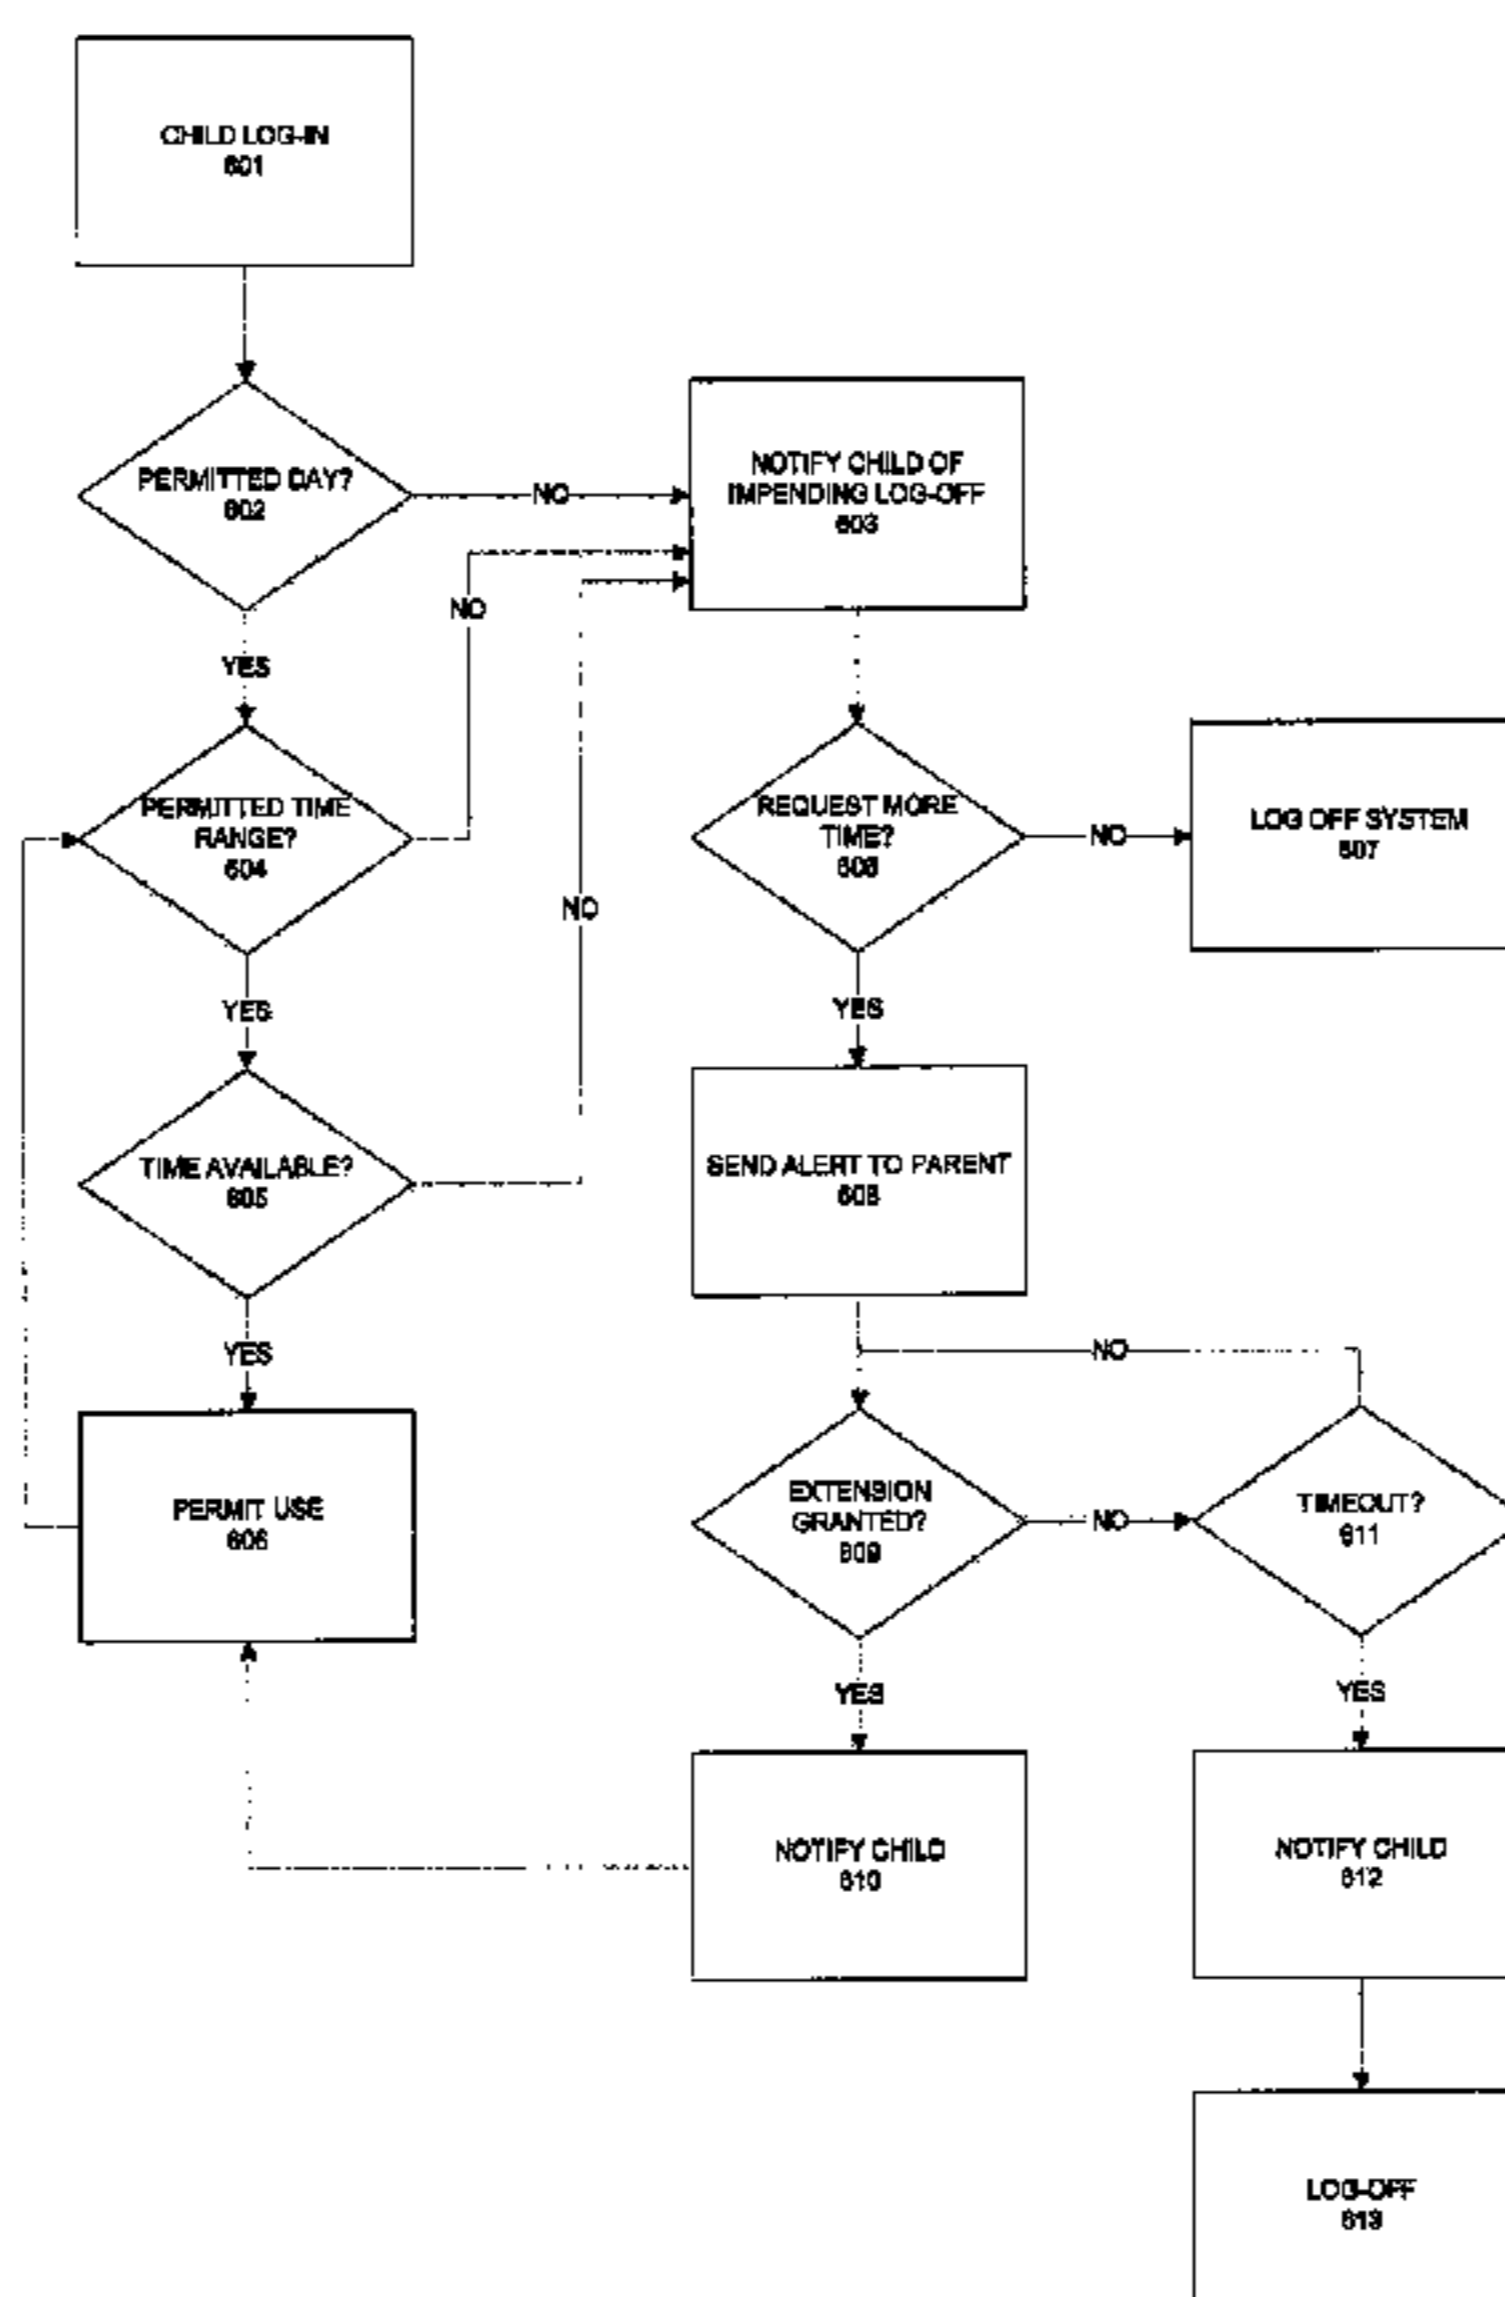 CHILD LOG-IN
601
PERMITTED DAY?
602
NO
NOTIFY CHILD OF
IMPENDING LOG-OFF
603
NO
YES
PERMITTED TIME
RANGE?
604
REQUEST MORE
TIME?
606
NO
LOG OFF SYSTEM
607
NO
YES
YES
TIME AVAILABLE?
605
SEND ALERT TO PARENT
608
YES
NO
PERMIT USE
606
EXTENSION
GRANTED?
609
NO
TIMEOUT?
611
YES
YES
NOTIFY CHILD
610
NOTIFY CHILD
612
LOG-OFF
613